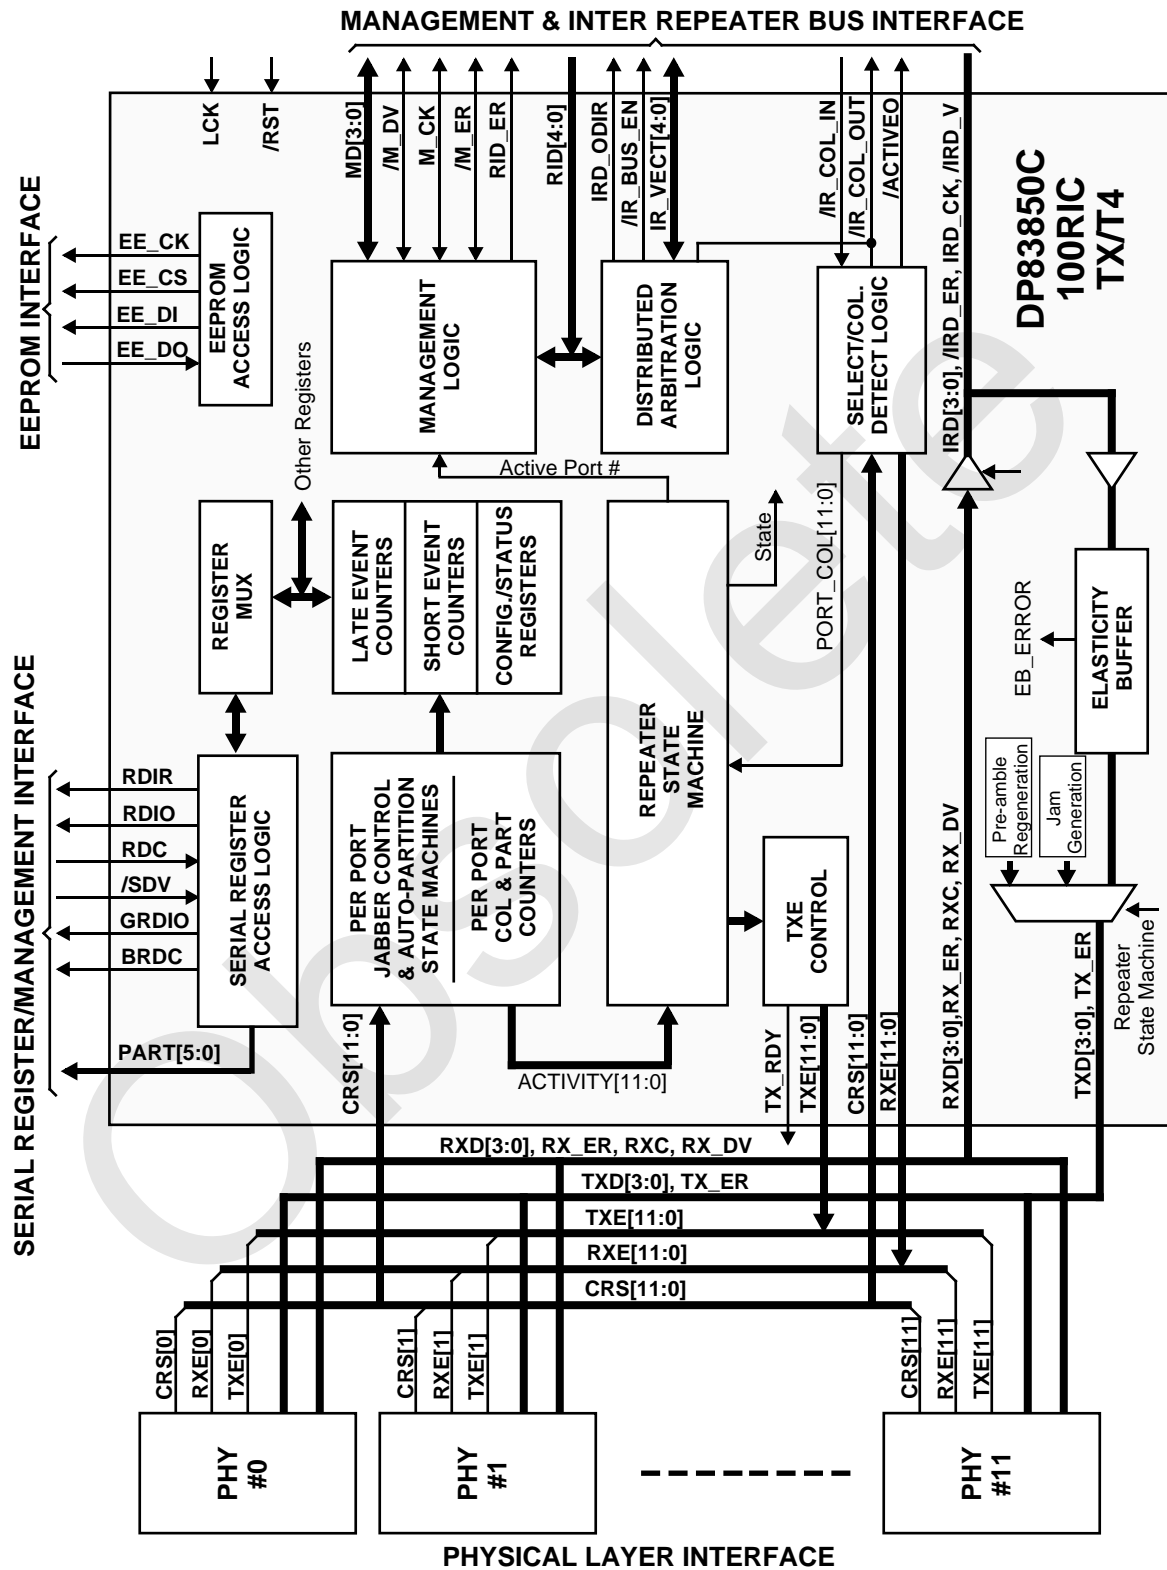 MANAGEMENT & INTER REPEATER BUS INTERFACE
LCK
/RST
MD[3:0]
/M_DV
M_CK
/M_ER
RID_ER
RID[4:0]
IRD_ODIR
/IR_BUS_EN
IR_VECT[4:0]
/IR_COL_IN
/IR_COL_OUT
/ACTIVEO
IRD[3:0], /IRD_ER, IRD_CK, /IRD_V
DP83850C
100RIC
TX/T4
EEPROM INTERFACE
EE_CK
EE_CS
EE_DI
EE_DO
EEPROM
ACCESS LOGIC
MANAGEMENT
LOGIC
DISTRIBUTED
ARBITRATION
LOGIC
SELECT/COL.
DETECT LOGIC
Other Registers
Active Port #
REGISTER
MUX
LATE EVENT
COUNTERS
SHORT EVENT
COUNTERS
CONFIG./STATUS
REGISTERS
State
PORT_COL[11:0]
EB_ERROR
ELASTICITY
BUFFER
SERIAL REGISTER/MANAGEMENT INTERFACE
RDIR
RDIO
RDC
/SDV
GRDIO
BRDC
PART[5:0]
SERIAL REGISTER
ACCESS LOGIC
PER PORT
JABBER CONTROL
& AUTO-PARTITION
STATE MACHINES
PER PORT
COL & PART
COUNTERS
REPEATER
STATE
MACHINE
TXE
CONTROL
Pre-amble
Regeneration
Jam
Generation
Repeater
State Machine
CRS[11:0]
ACTIVITY[11:0]
TX_RDY
TXE[11:0]
CRS[11:0]
RXE[11:0]
RXD[3:0],RX_ER, RXC, RX_DV
TXD[3:0], TX_ER
RXD[3:0], RX_ER, RXC, RX_DV
TXD[3:0], TX_ER
TXE[11:0]
RXE[11:0]
CRS[11:0]
CRS[0]
RXE[0]
TXE[0]
CRS[1]
RXE[1]
TXE[1]
CRS[11]
RXE[11]
TXE[11]
PHY
#0
PHY
#1
PHY
#11
PHYSICAL LAYER INTERFACE
Obsolete